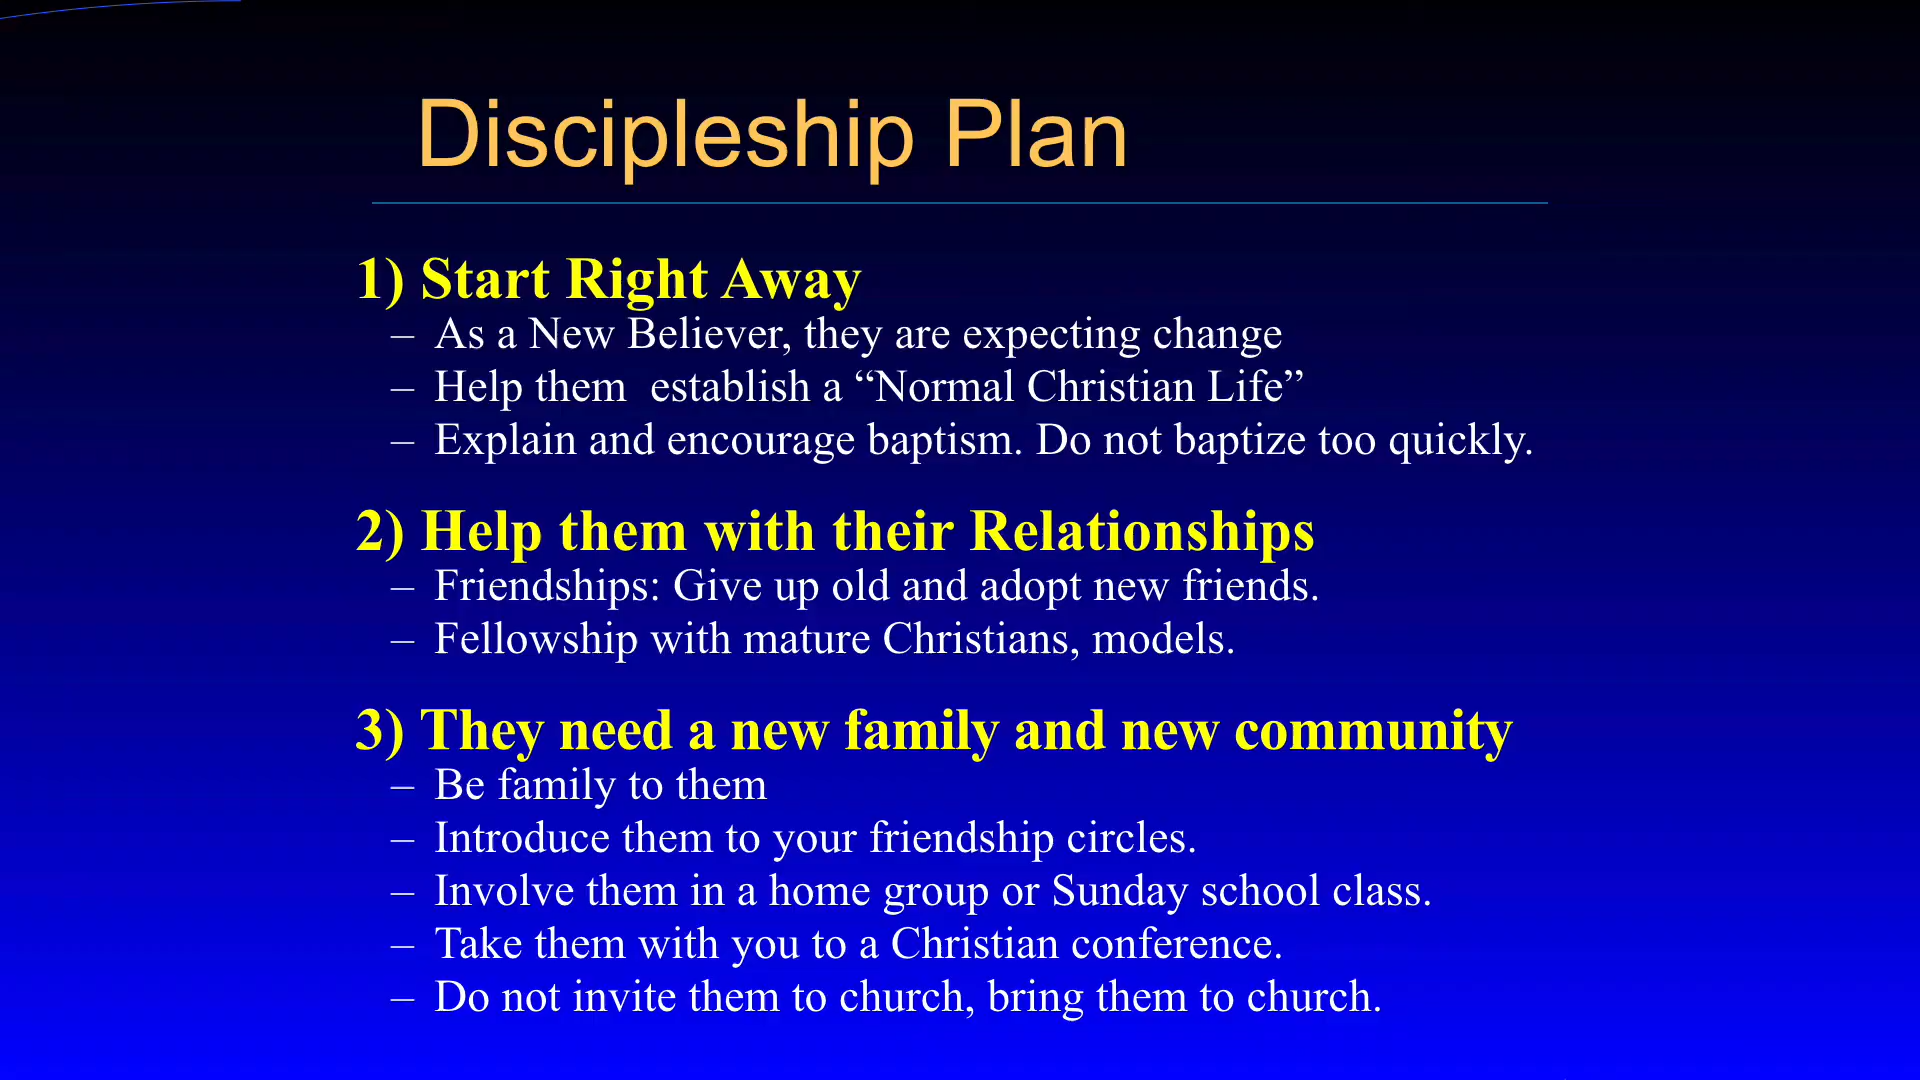 Discipleship Plan
1) Start Right Away
– As a New Believer, they are expecting change
– Help them  establish a “Normal Christian Life”
– Explain and encourage baptism. Do not baptize too quickly.
2) Help them with their Relationships
– Friendships: Give up old and adopt new friends.
– Fellowship with mature Christians, models.
3) They need a new family and new community
– Be family to them
– Introduce them to your friendship circles.
– Involve them in a home group or Sunday school class.
– Take them with you to a Christian conference.
– Do not invite them to church, bring them to church.